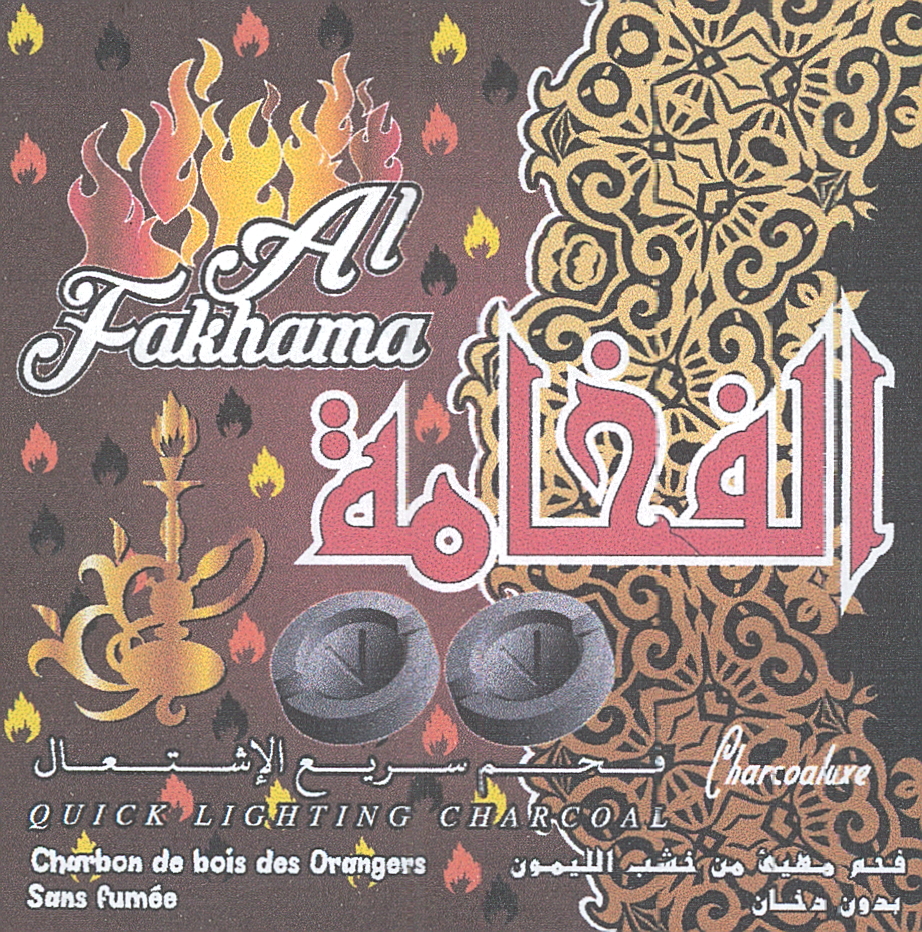 Al
Fakhama
الفخامة
فحم سريع الإشتعال
Charcoaluxe
QUICK LIGHTING CHARCOAL
Charbon de bois des Orangers
Sans fumée
فحم مهيئ من خشب الليمون
بدون دخان